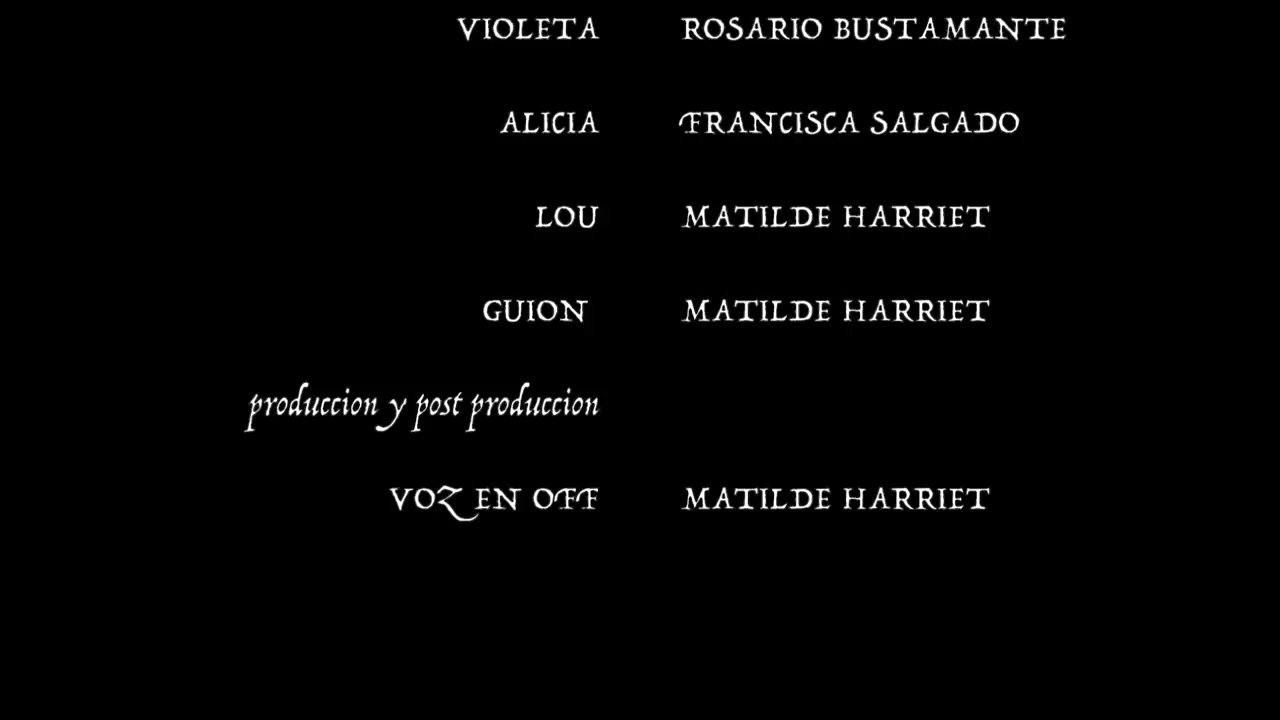 VIOLETA ROSARIO BUSTAMANTE
ALICIA FRANCISCA SALGADO
LOU MATILDE HARRIET
GUION MATILDE HARRIET
produccion y post produccion
VOZ EN OFF MATILDE HARRIET